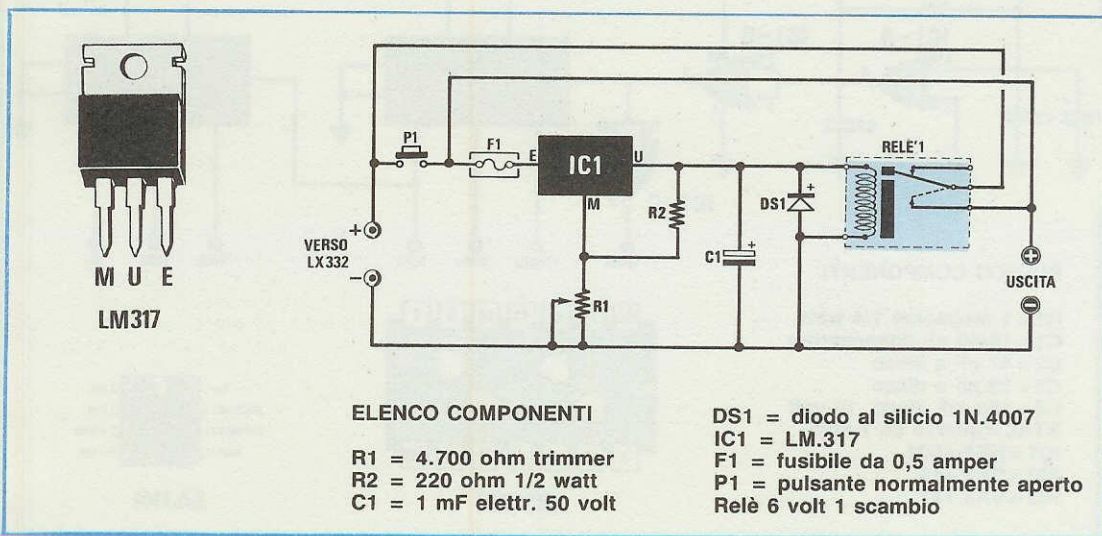 M U E
LM317
P1
F1
E
IC1
U
M
R2
R1
C1
+
DS1
+
RELÈ'1
+
VERSO
LX332
-
+
USCITA
-
ELENCO COMPONENTI
R1 = 4.700 ohm trimmer
R2 = 220 ohm 1/2 watt
C1 = 1 mF elettr. 50 volt
DS1 = diodo al silicio 1N.4007
IC1 = LM.317
F1 = fusibile da 0,5 amper
P1 = pulsante normalmente aperto
Relè 6 volt 1 scambio